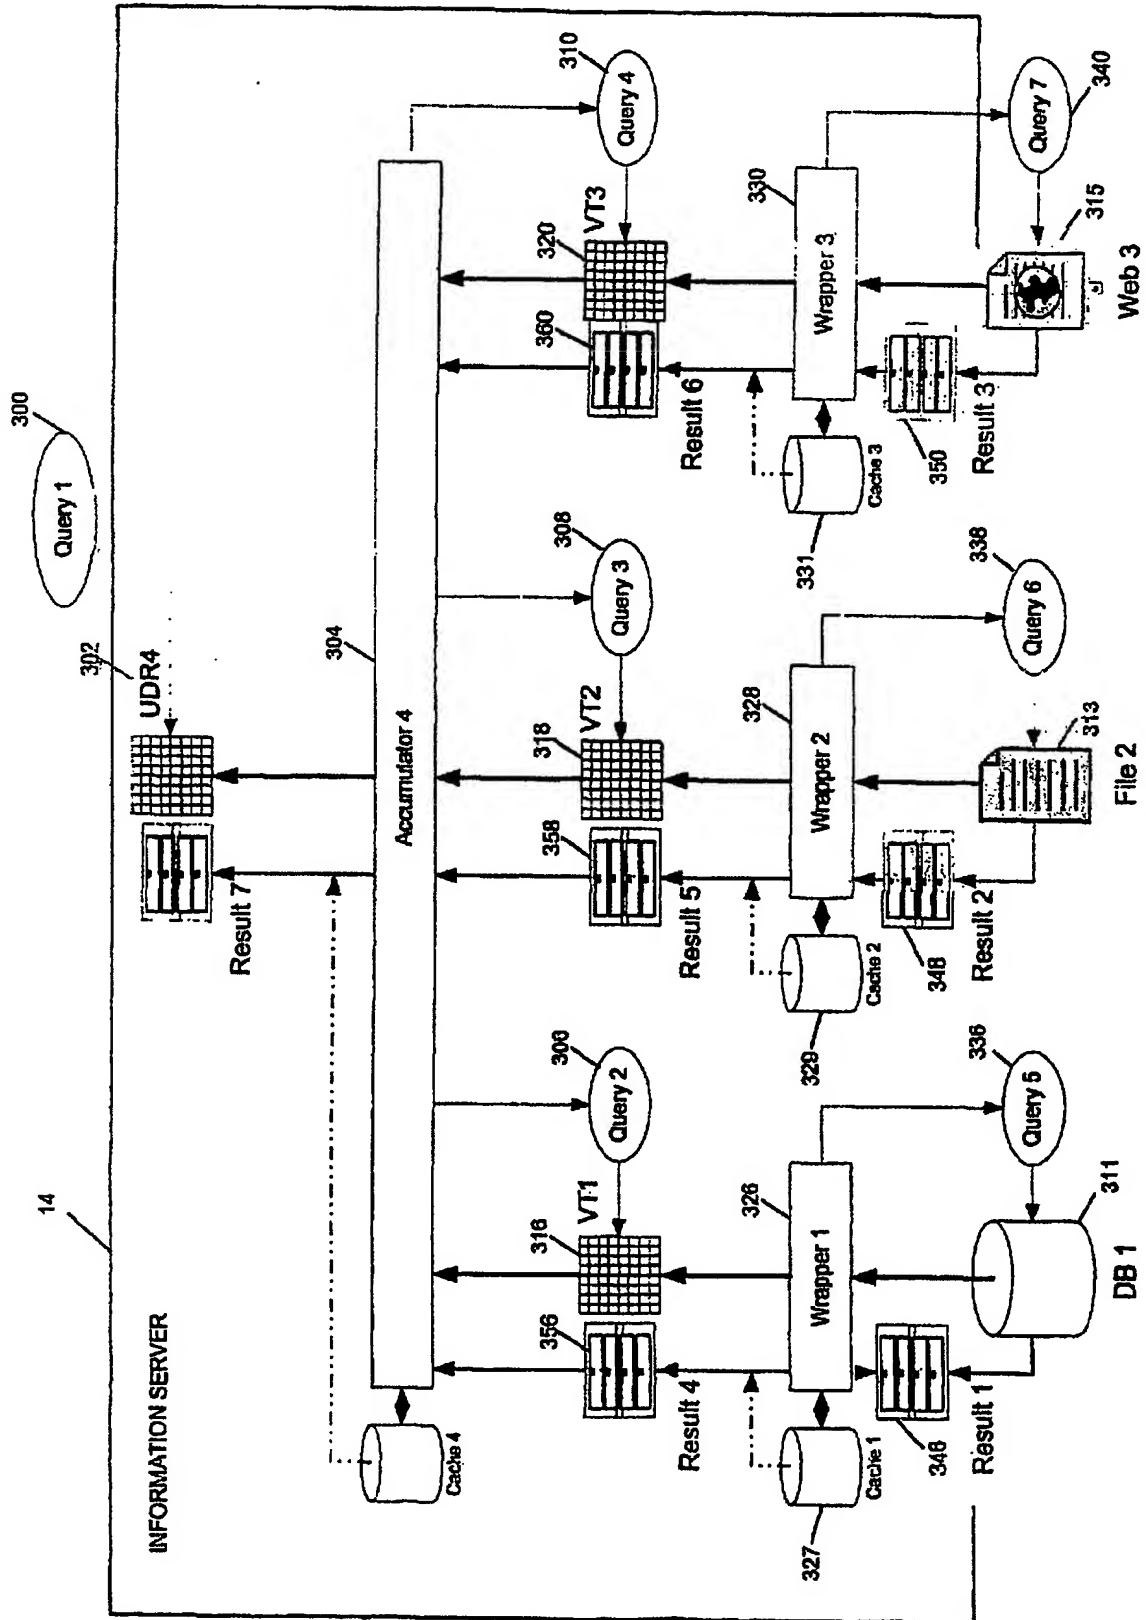 14
INFORMATION SERVER
300
Query 1
302
UDR4
Result 7
304
Accumulator 4
Cache 4
306
Query 2
308
Query 3
310
Query 4
VT1
316
356
Result 4
VT2
318
358
Result 5
VT3
320
360
Result 6
326
Wrapper 1
Cache 1
327
328
Wrapper 2
Cache 2
329
330
Wrapper 3
Cache 3
331
346
Result 1
348
Result 2
350
Result 3
336
Query 5
338
Query 6
340
Query 7
311
DB 1
313
File 2
315
Web 3